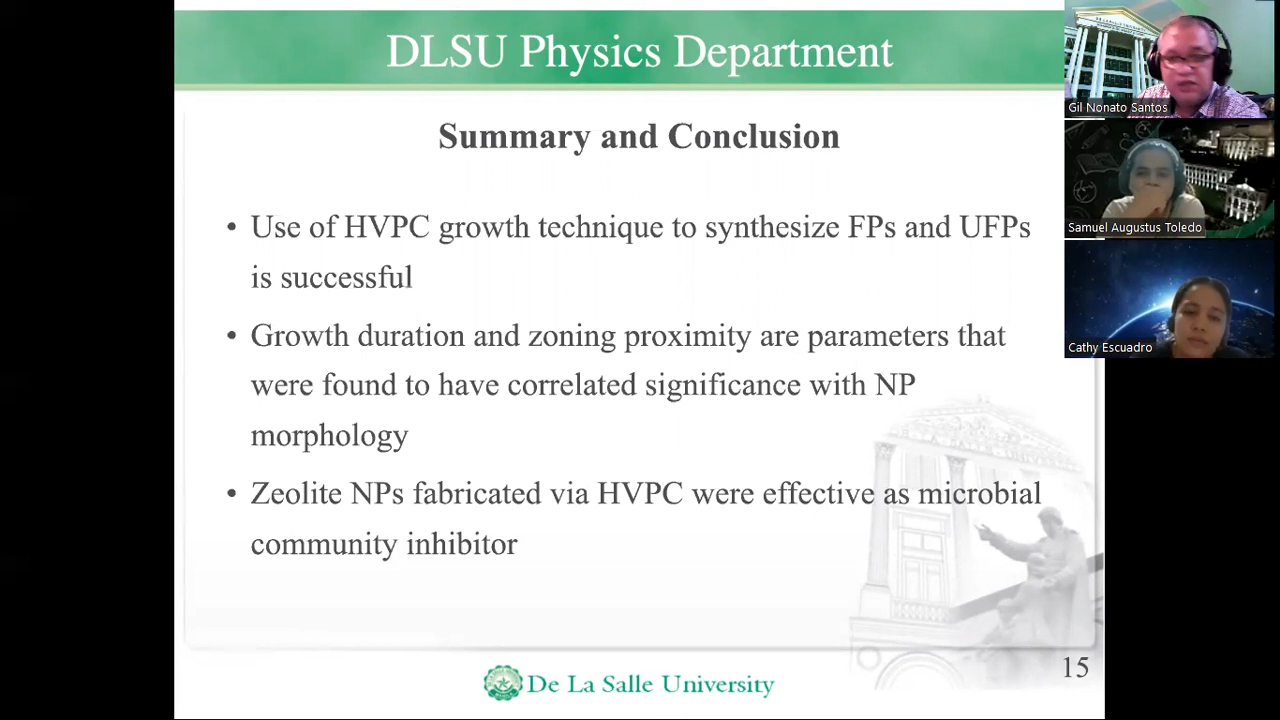 DLSU Physics Department
Summary and Conclusion
• Use of HVPC growth technique to synthesize FPs and UFPs
is successful
• Growth duration and zoning proximity are parameters that
were found to have correlated significance with NP
morphology
• Zeolite NPs fabricated via HVPC were effective as microbial
community inhibitor
De La Salle University
15
Gil Nonato Santos
Samuel Augustus Toledo
Cathy Escuadro